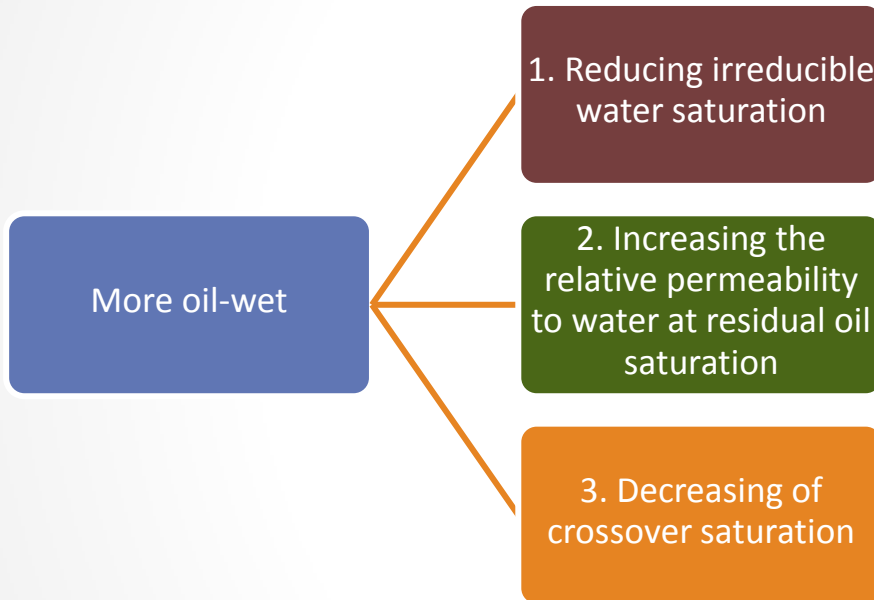 More oil-wet
1. Reducing irreducible
water saturation
2. Increasing the
relative permeability
to water at residual oil
saturation
3. Decreasing of
crossover saturation